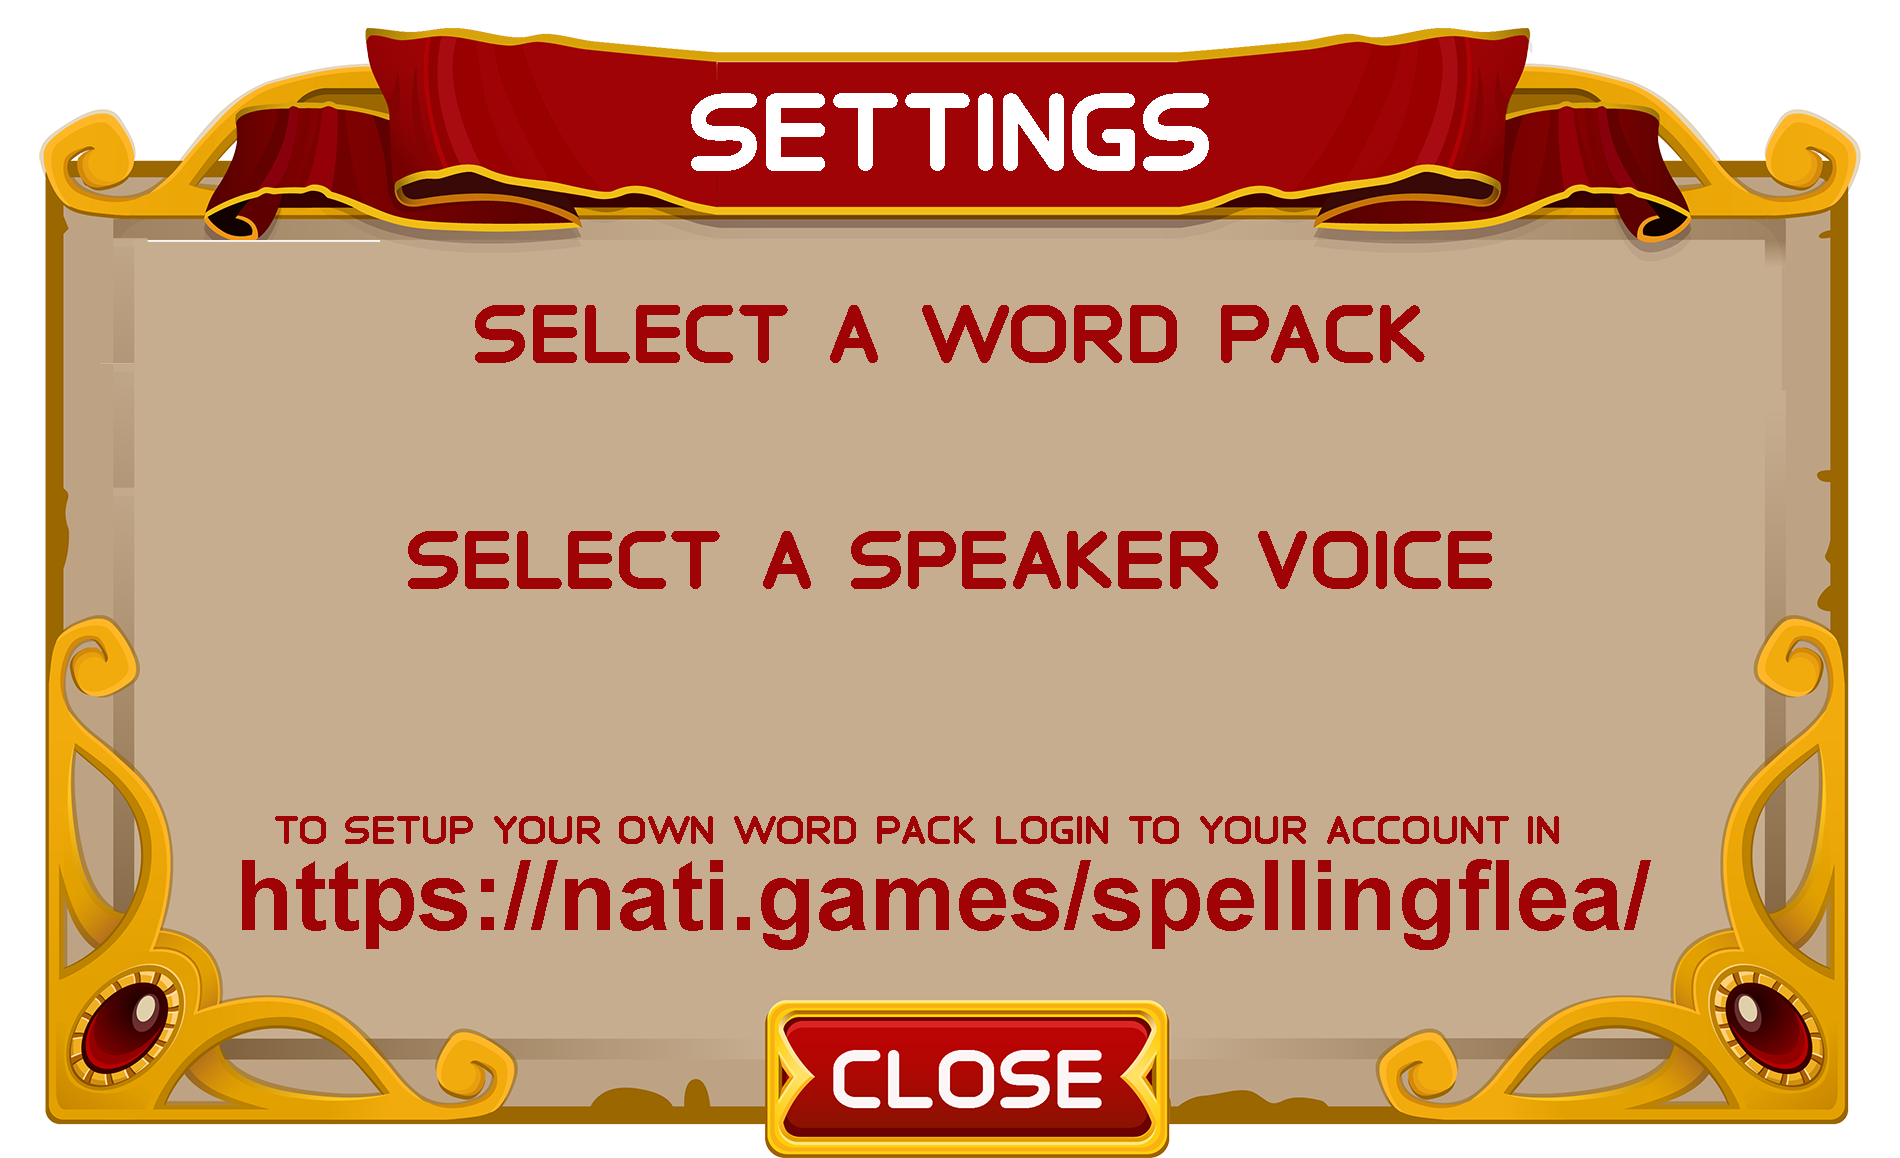 SETTINGS
SELECT A WORD PACK
SELECT A SPEAKER VOICE
TO SETUP YOUR OWN WORD PACK LOGIN TO YOUR ACCOUNT IN
https://nati.games/spellingflea/
CLOSE